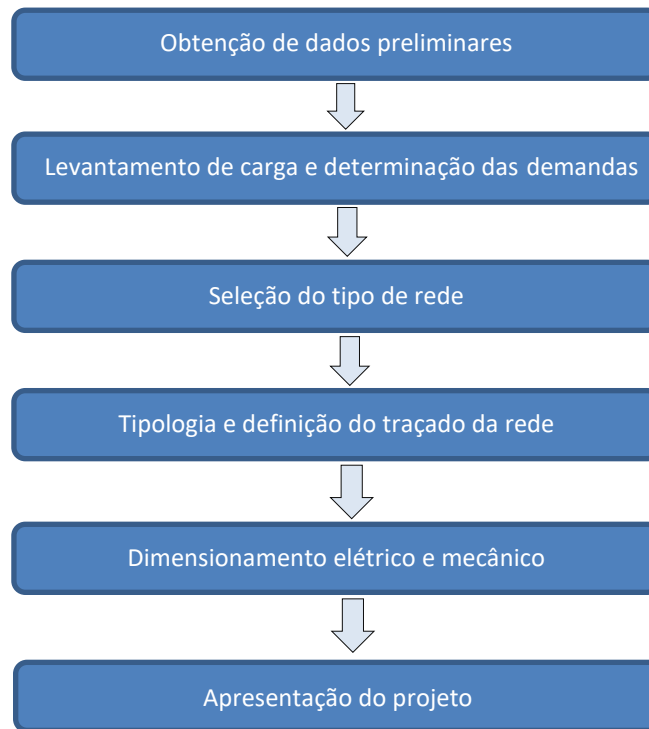 Obtenção de dados preliminares
Levantamento de carga e determinação das demandas
Seleção do tipo de rede
Tipologia e definição do traçado da rede
Dimensionamento elétrico e mecânico
Apresentação do projeto